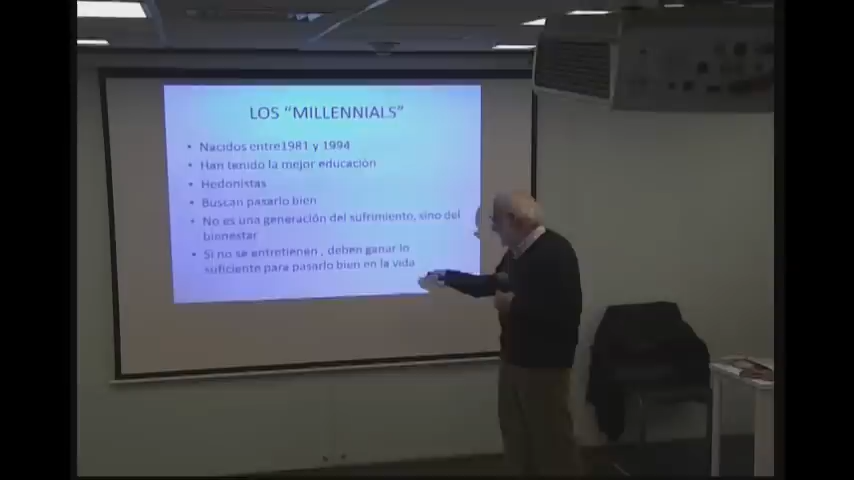 LOS "MILLENNIALS"
• Nacidos entre1981 y 1994
• Han tenido la mejor educación
• Hedonistas
• Buscan pasarlo bien
• No es una generación del sufrimiento, sino del
bienestar
• Si no se entretienen , deben ganar lo
suficiente para pasarlo bien en la vida